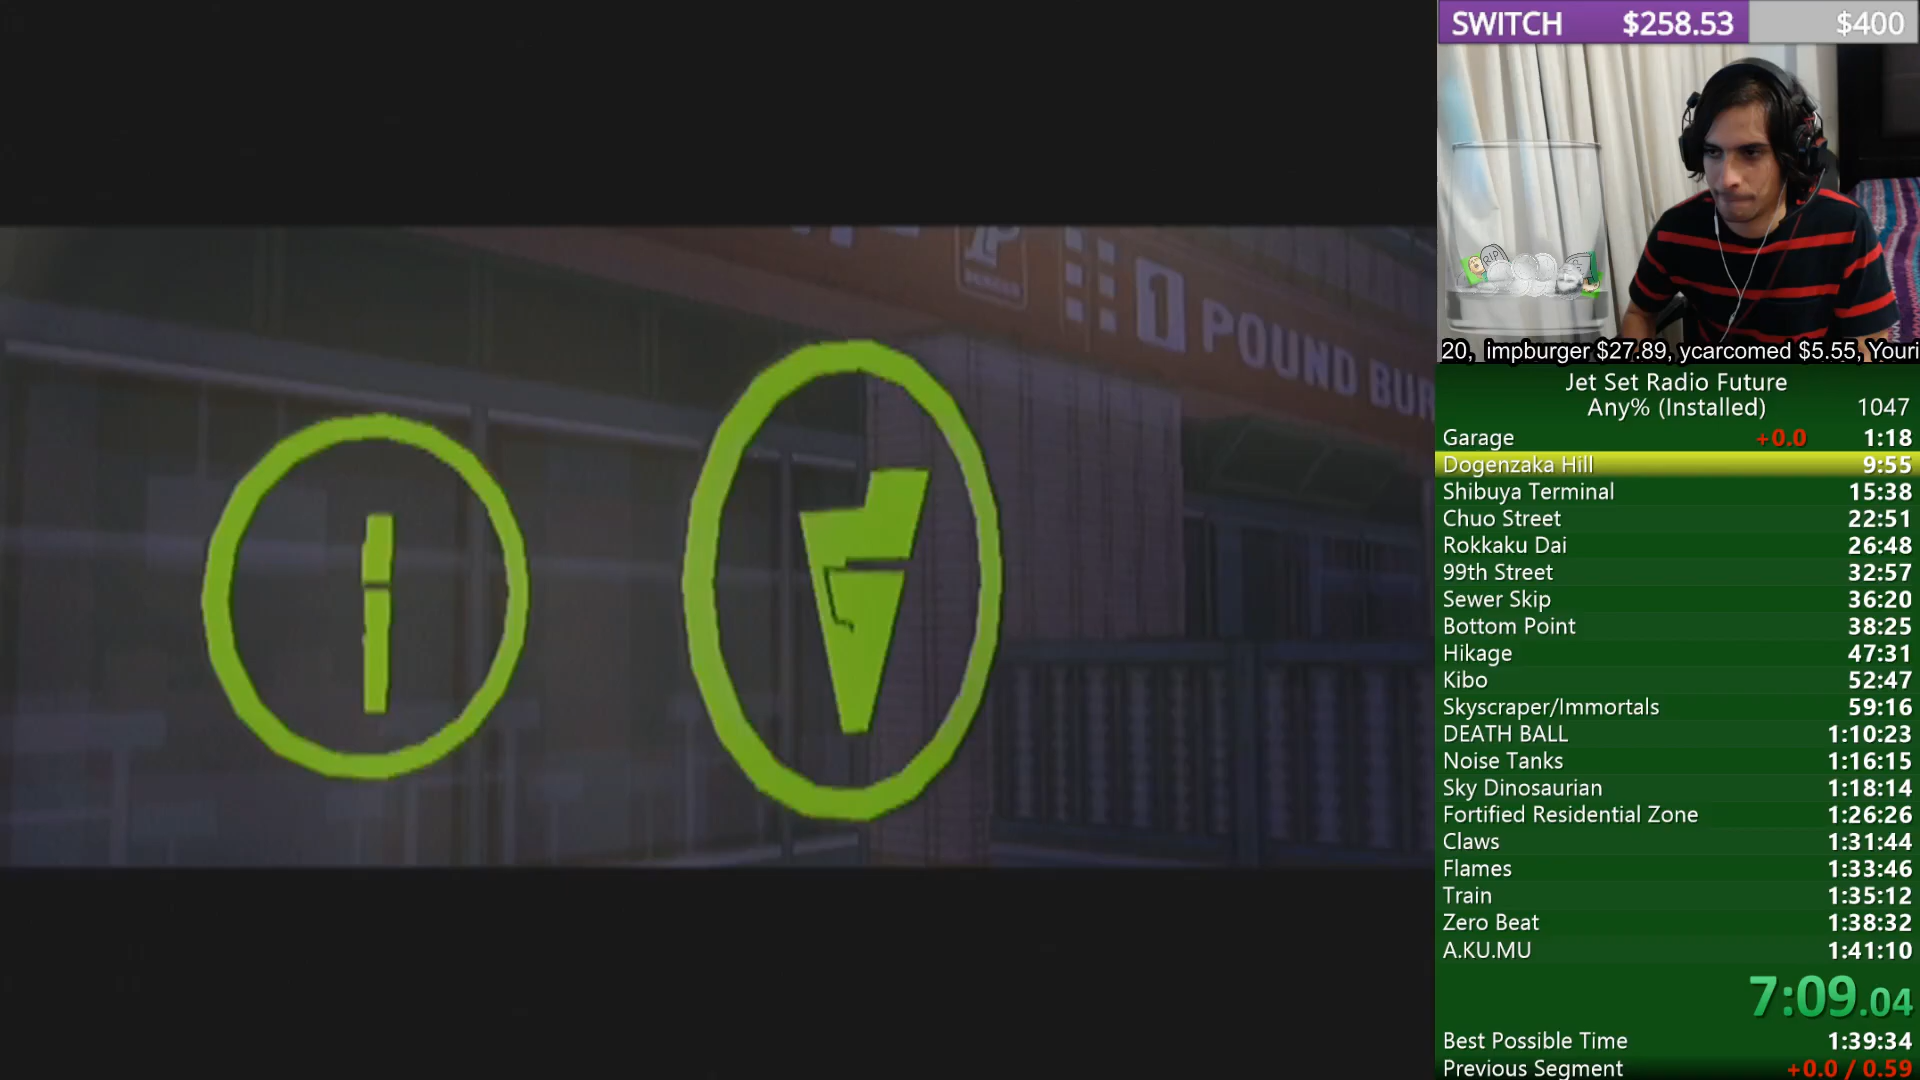 SWITCH $258.53 $400
1 POUND BUR
20, impburger $27.89, ycarcomed $5.55, Youri
Jet Set Radio Future
Any% (Installed) 1047
Garage +0.0 1:18
Dogenzaka Hill 9:55
Shibuya Terminal 15:38
Chuo Street 22:51
Rokkaku Dai 26:48
99th Street 32:57
Sewer Skip 36:20
Bottom Point 38:25
Hikage 47:31
Kibo 52:47
Skyscraper/Immortals 59:16
DEATH BALL 1:10:23
Noise Tanks 1:16:15
Sky Dinosaurian 1:18:14
Fortified Residential Zone 1:26:26
Claws 1:31:44
Flames 1:33:46
Train 1:35:12
Zero Beat 1:38:32
A.KU.MU 1:41:10
7:09.04
Best Possible Time 1:39:34
Previous Segment +0.0 / 0.59